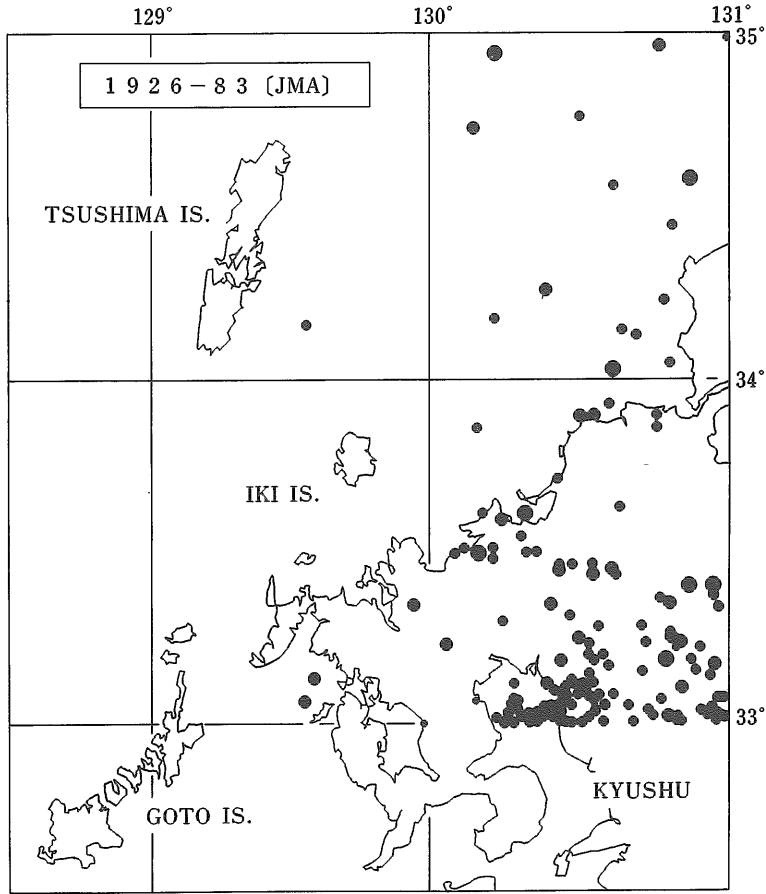 129° 130° 131°
35°
1926−83 〔JMA〕
TSUSHIMA IS.
34°
IKI IS.
33°
KYUSHU
GOTO IS.